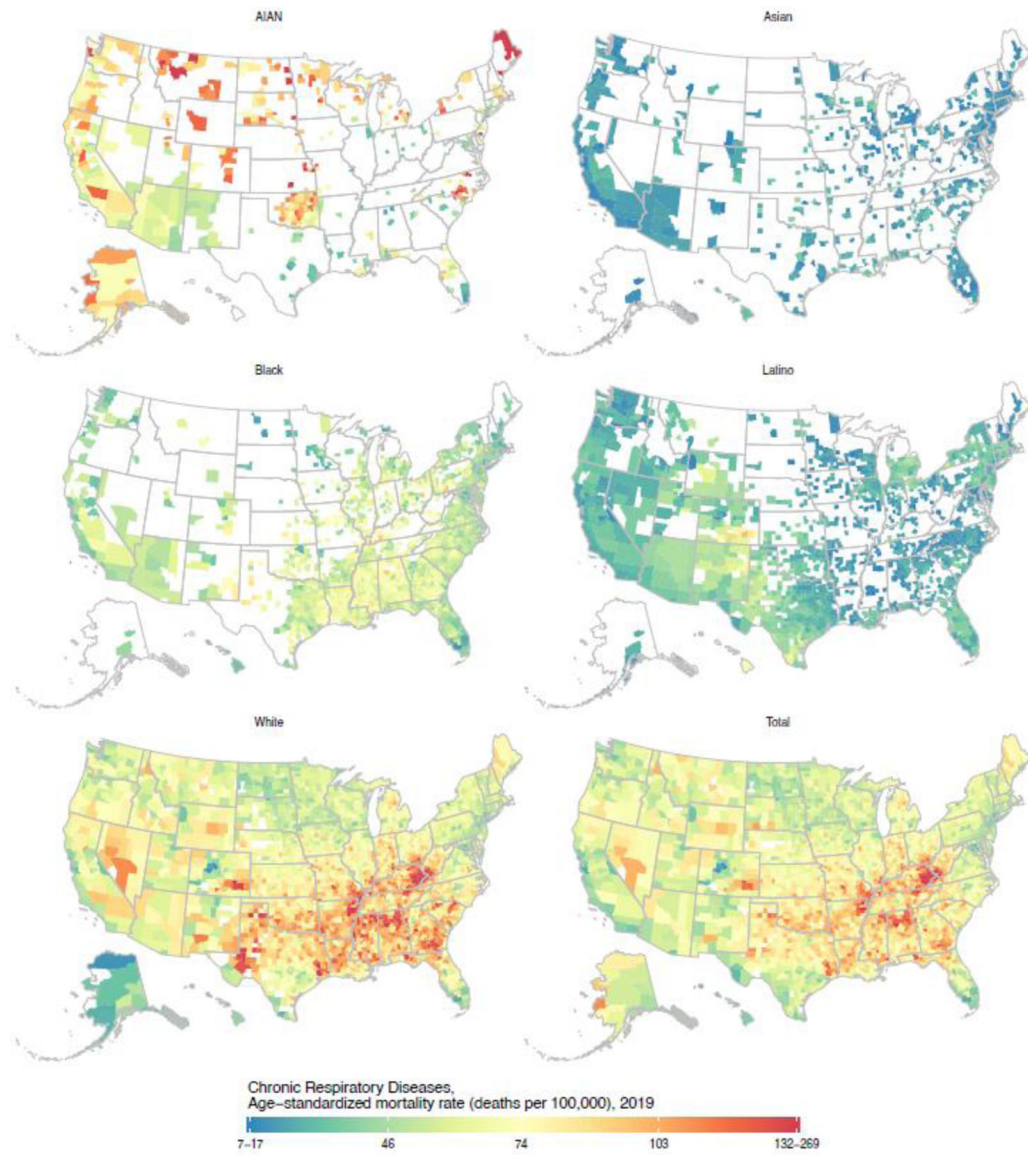 AIAN
Asian
Black
Latino
White
Total
Chronic Respiratory Diseases,
Age−standardized mortality rate (deaths per 100,000), 2019
7−17 46 74 103 132−269